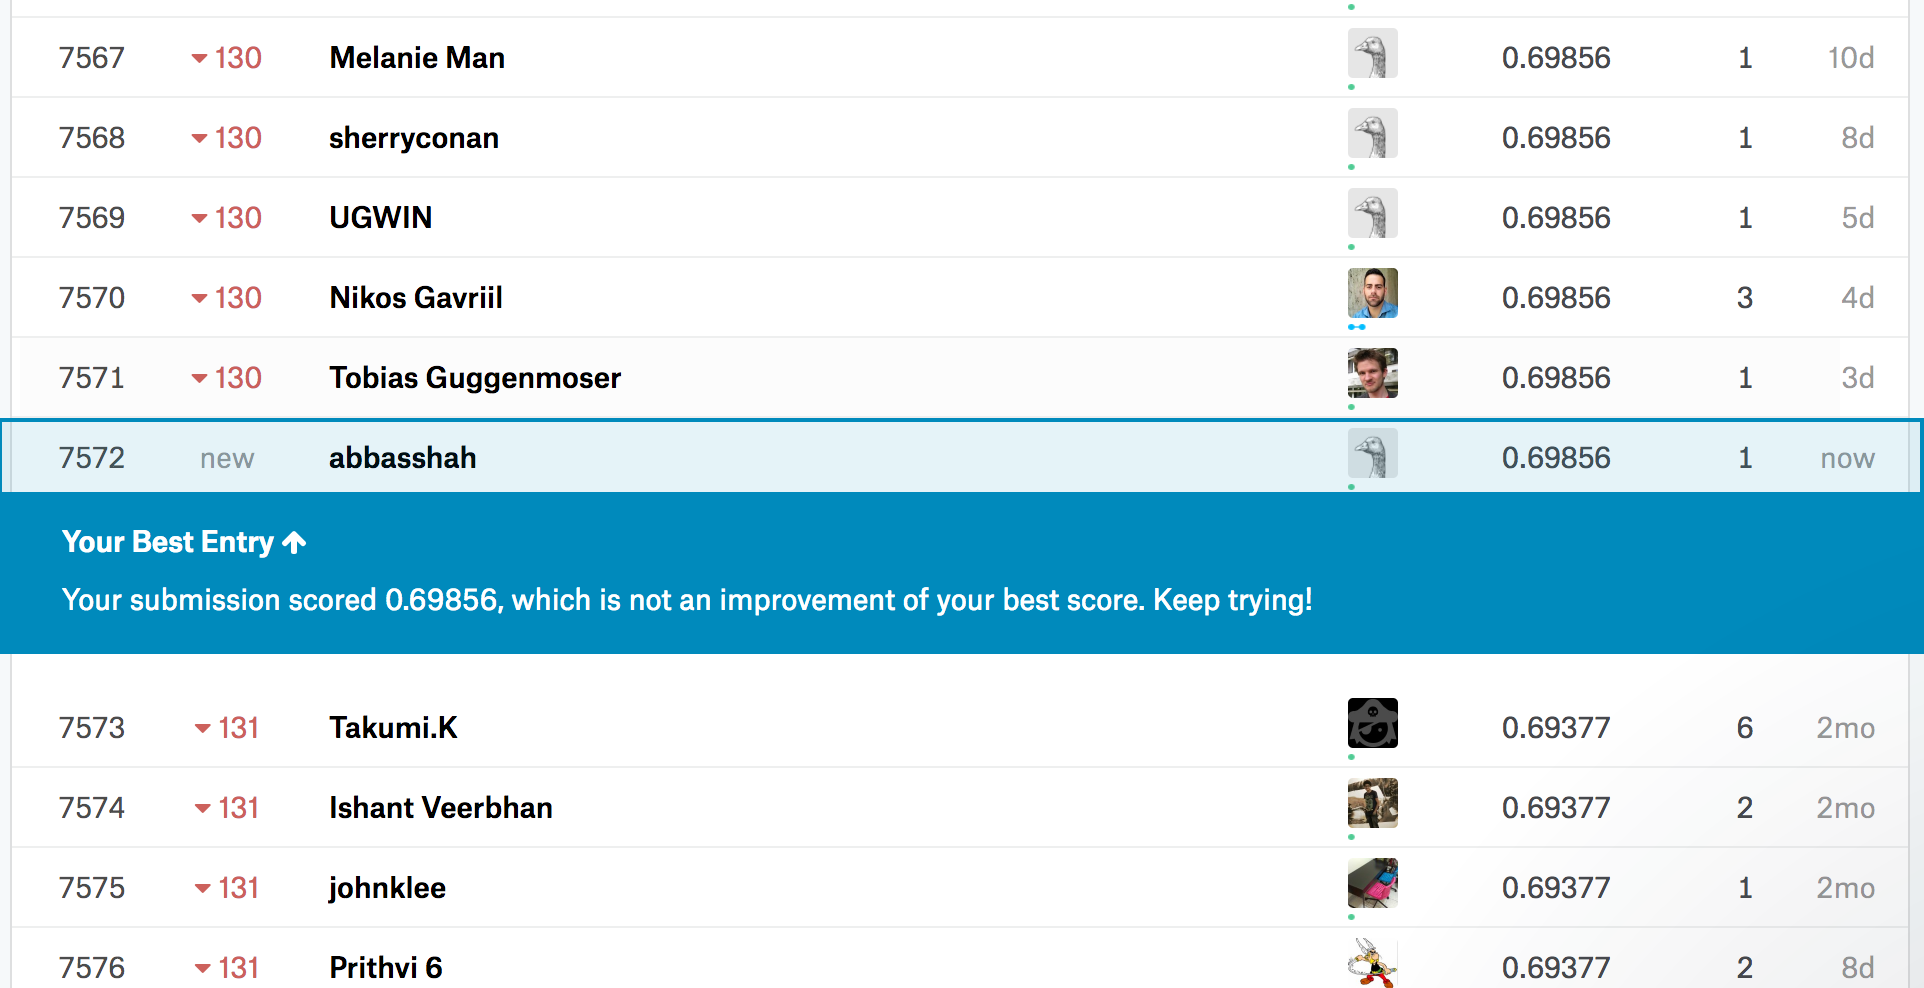 7567 130 Melanie Man 0.69856 1 10d
7568 130 sherryconan 0.69856 1 8d
7569 130 UGWIN 0.69856 1 5d
7570 130 Nikos Gavriil 0.69856 3 4d
7571 130 Tobias Guggenmoser 0.69856 1 3d
7572 new abbasshah 0.69856 1 now
Your Best Entry
Your submission scored 0.69856, which is not an improvement of your best score. Keep trying!
7573 131 Takumi.K 0.69377 6 2mo
7574 131 Ishant Veerbhan 0.69377 2 2mo
7575 131 johnklee 0.69377 1 2mo
7576 131 Prithvi 6 0.69377 2 8d